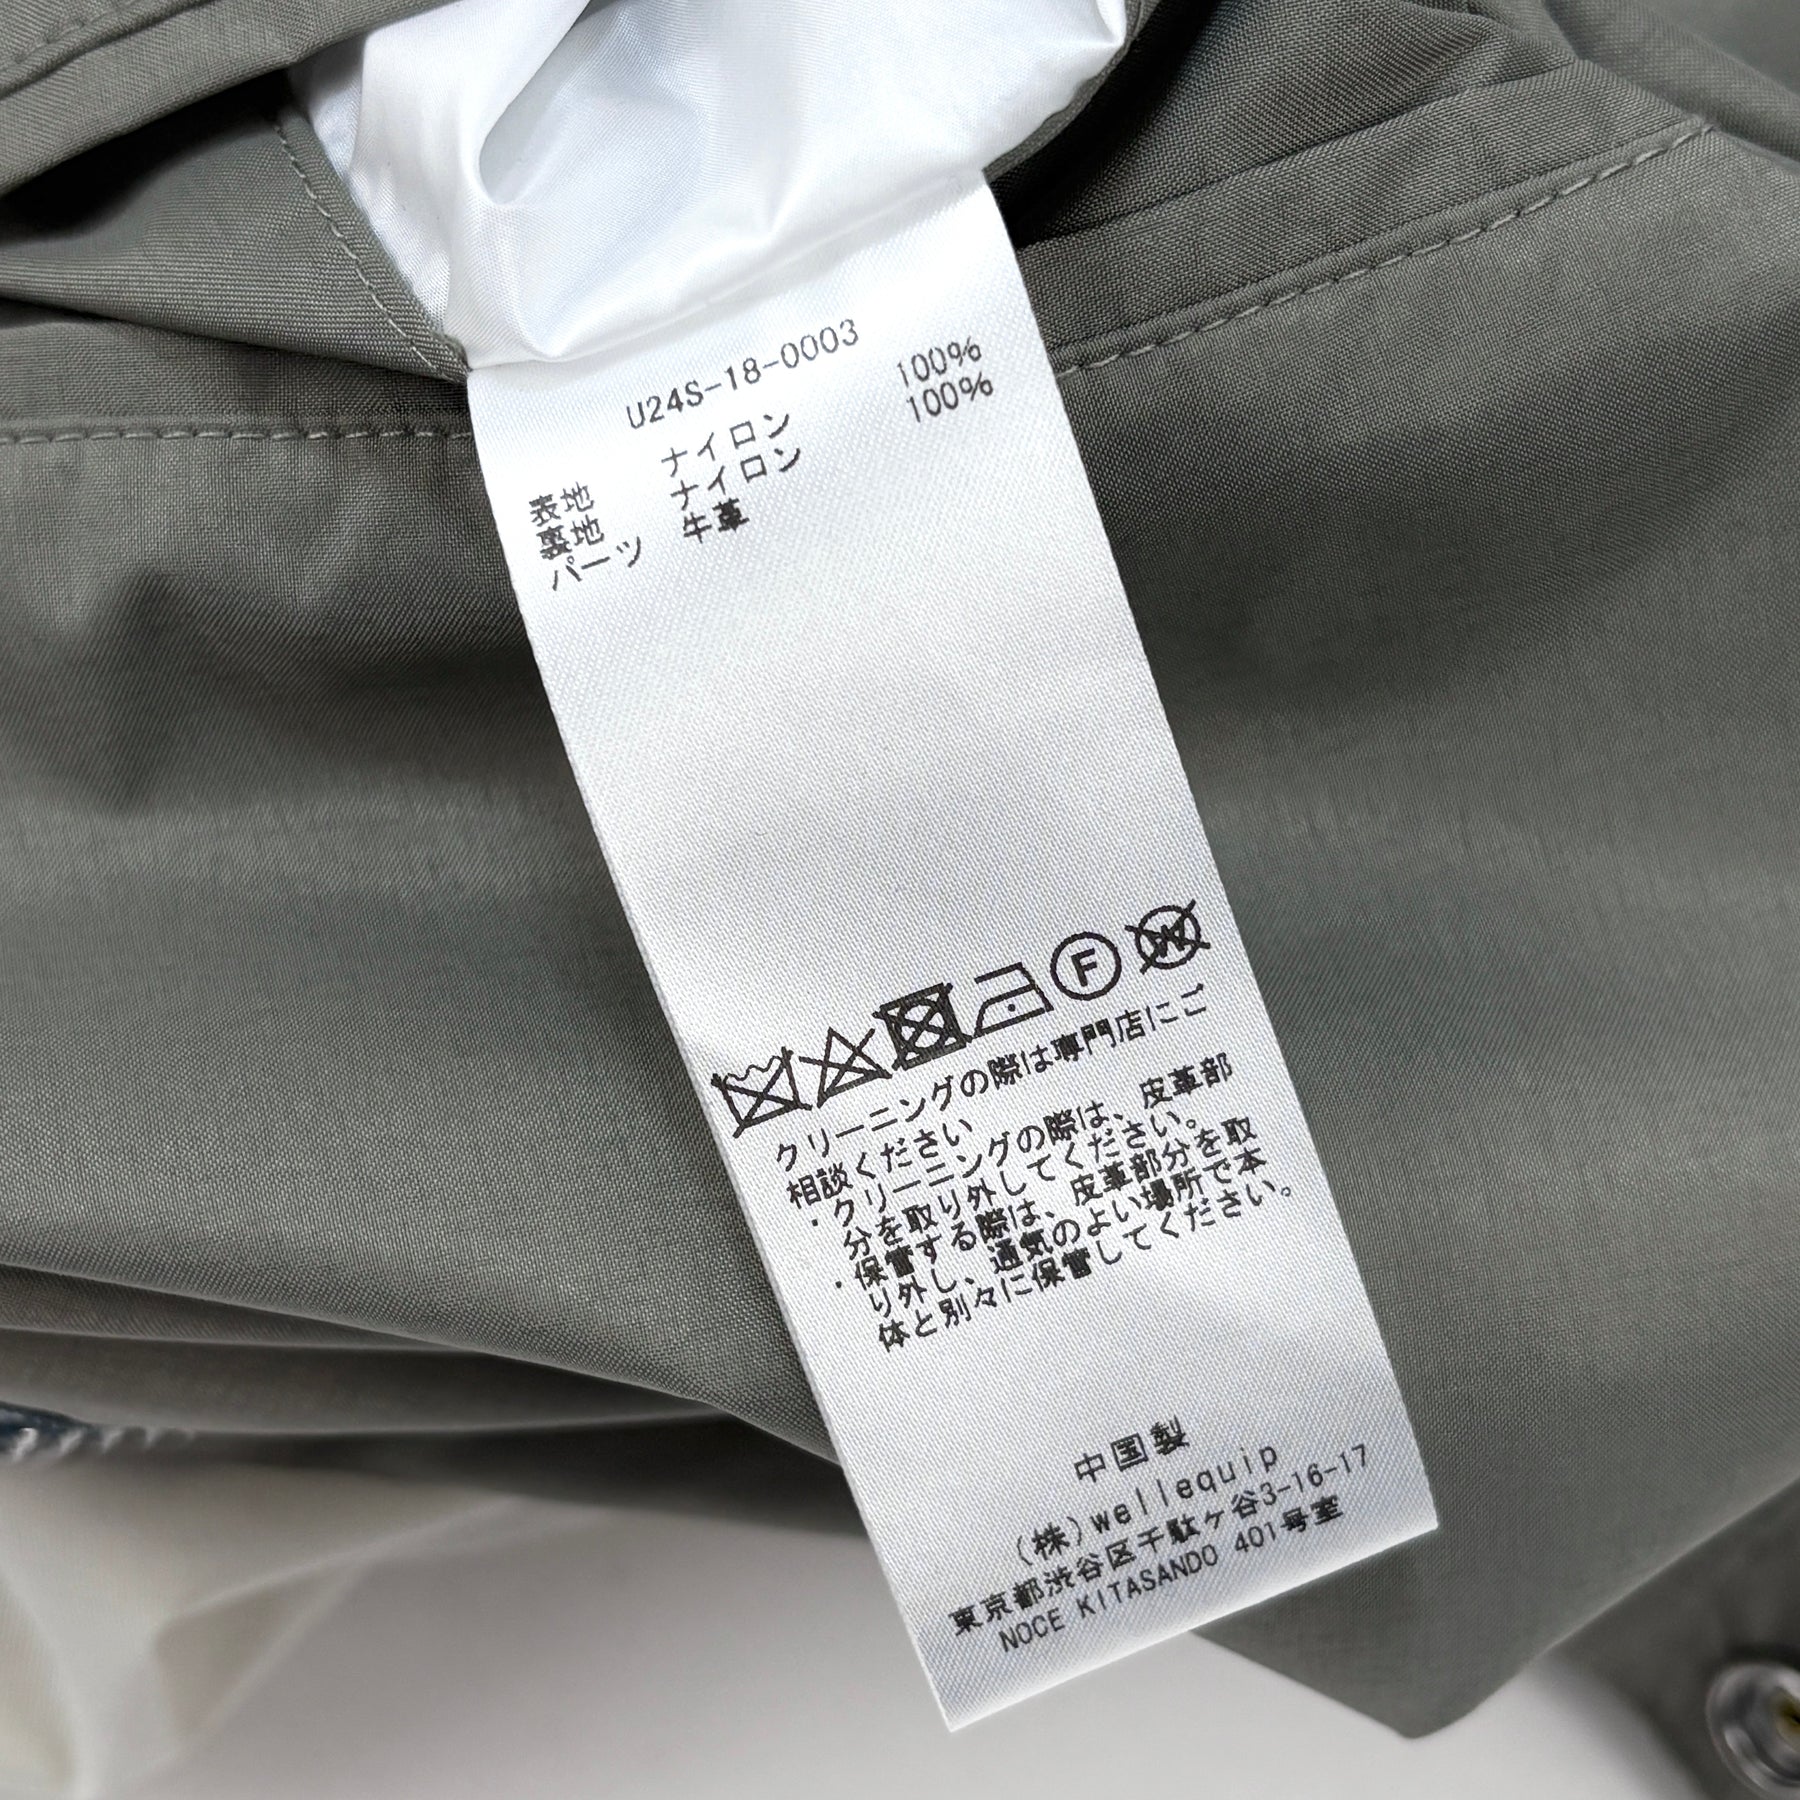 U24S-18-0003
表地 ナイロン 100%
裏地 ナイロン 100%
パーツ 牛革
F W
クリーニングの際は専門店にご
相談ください
・クリーニングの際は、皮革部
分を取り外してください。
・保管する際は、皮革部分を取
り外し、通気のよい場所で本
体と別々に保管してください。
中国製
(株)wellequip
東京都渋谷区千駄ヶ谷3-16-17
NOCE KITASANDO 401号室